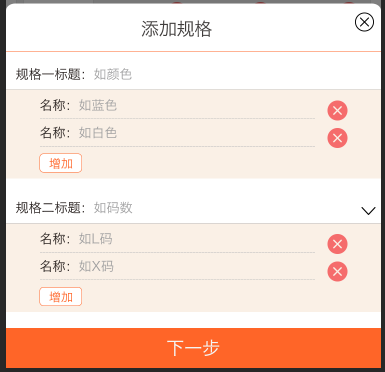 添加规格
规格一标题：如颜色
名称：如蓝色
名称：如白色
增加
规格二标题：如码数
名称：如L码
名称：如X码
增加
下一步